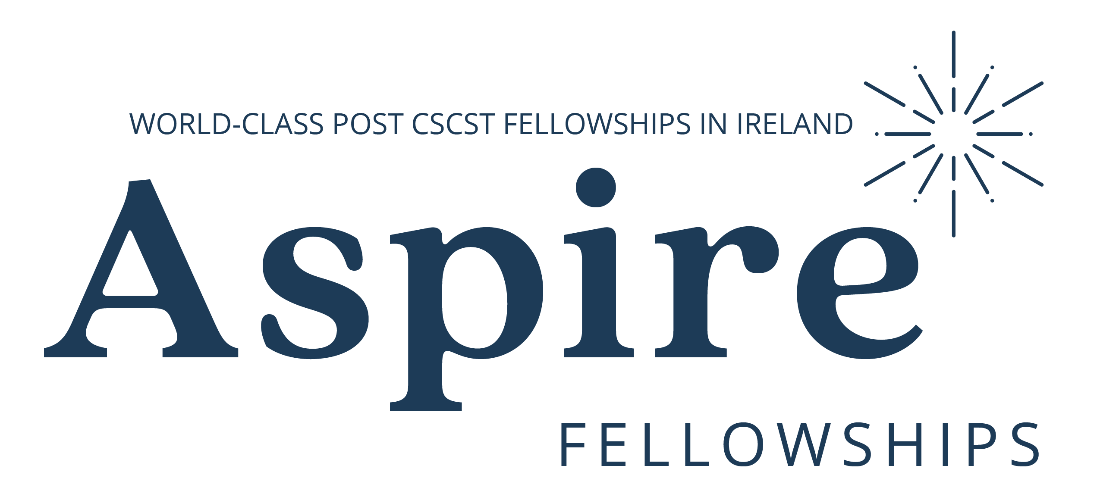 WORLD-CLASS POST CSCST FELLOWSHIPS IN IRELAND
Aspire
FELLOWSHIPS